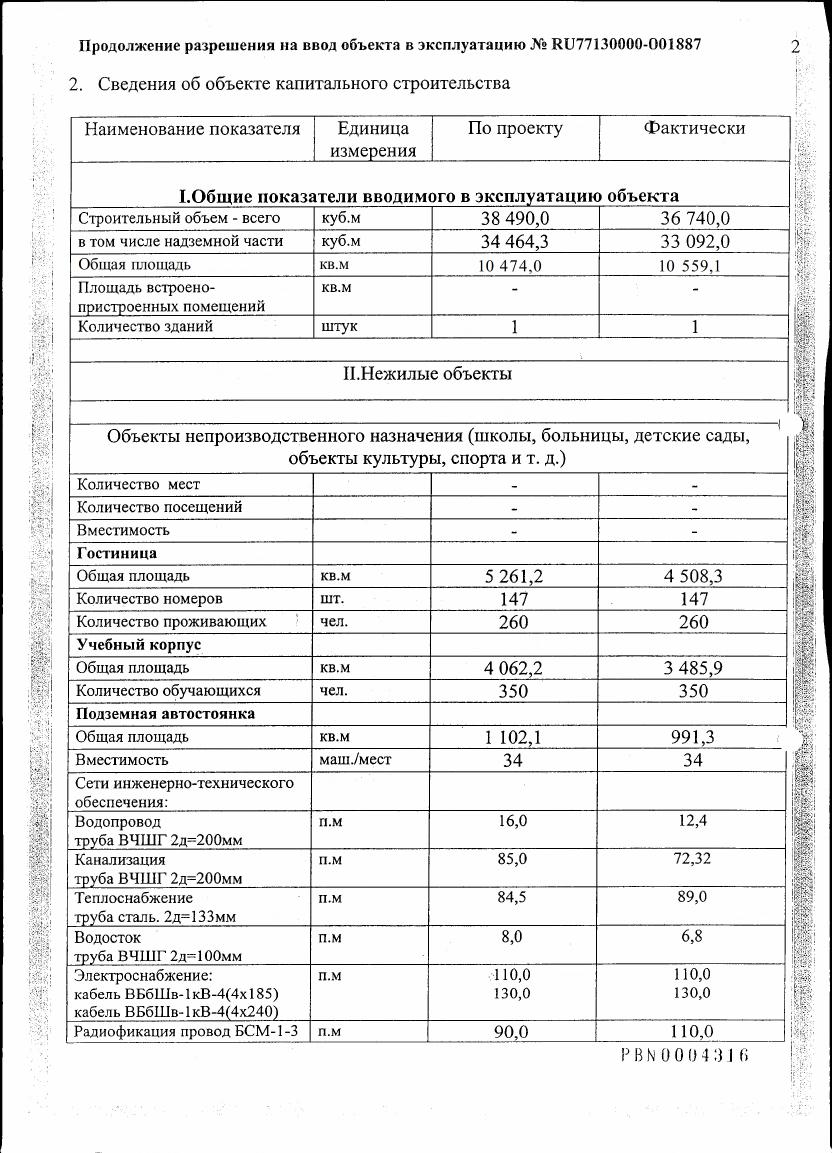 Продолжение разрешения на ввод объекта в эксплуатацию № RU77130000-001887
2
2. Сведения об объекте капитального строительства
Наименование показателя Единица измерения По проекту Фактически
I.Общие показатели вводимого в эксплуатацию объекта
Строительный объем - всего куб.м 38 490,0 36 740,0
в том числе надземной части куб.м 34 464,3 33 092,0
Общая площадь кв.м 10 474,0 10 559,1
Площадь встроено- кв.м - -
пристроенных помещений
Количество зданий штук 1 1
II.Нежилые объекты
Объекты непроизводственного назначения (школы, больницы, детские сады,
объекты культуры, спорта и т. д.)
Количество мест - -
Количество посещений - -
Вместимость - -
Гостиница
Общая площадь кв.м 5 261,2 4 508,3
Количество номеров шт. 147 147
Количество проживающих чел. 260 260
Учебный корпус
Общая площадь кв.м 4 062,2 3 485,9
Количество обучающихся чел. 350 350
Подземная автостоянка
Общая площадь кв.м 1 102,1 991,3
Вместимость маш./мест 34 34
Сети инженерно-технического
обеспечения:
Водопровод п.м 16,0 12,4
труба ВЧШГ 2д=200мм
Канализация п.м 85,0 72,32
труба ВЧШГ 2д=200мм
Теплоснабжение п.м 84,5 89,0
труба сталь. 2д=133мм
Водосток п.м 8,0 6,8
труба ВЧШГ 2д=100мм
Электроснабжение: п.м 110,0 110,0
кабель ВБбШв-1кВ-4(4х185) 130,0 130,0
кабель ВБбШв-1кВ-4(4х240)
Радиофикация провод БСМ-1-3 п.м 90,0 110,0
PBN0004316